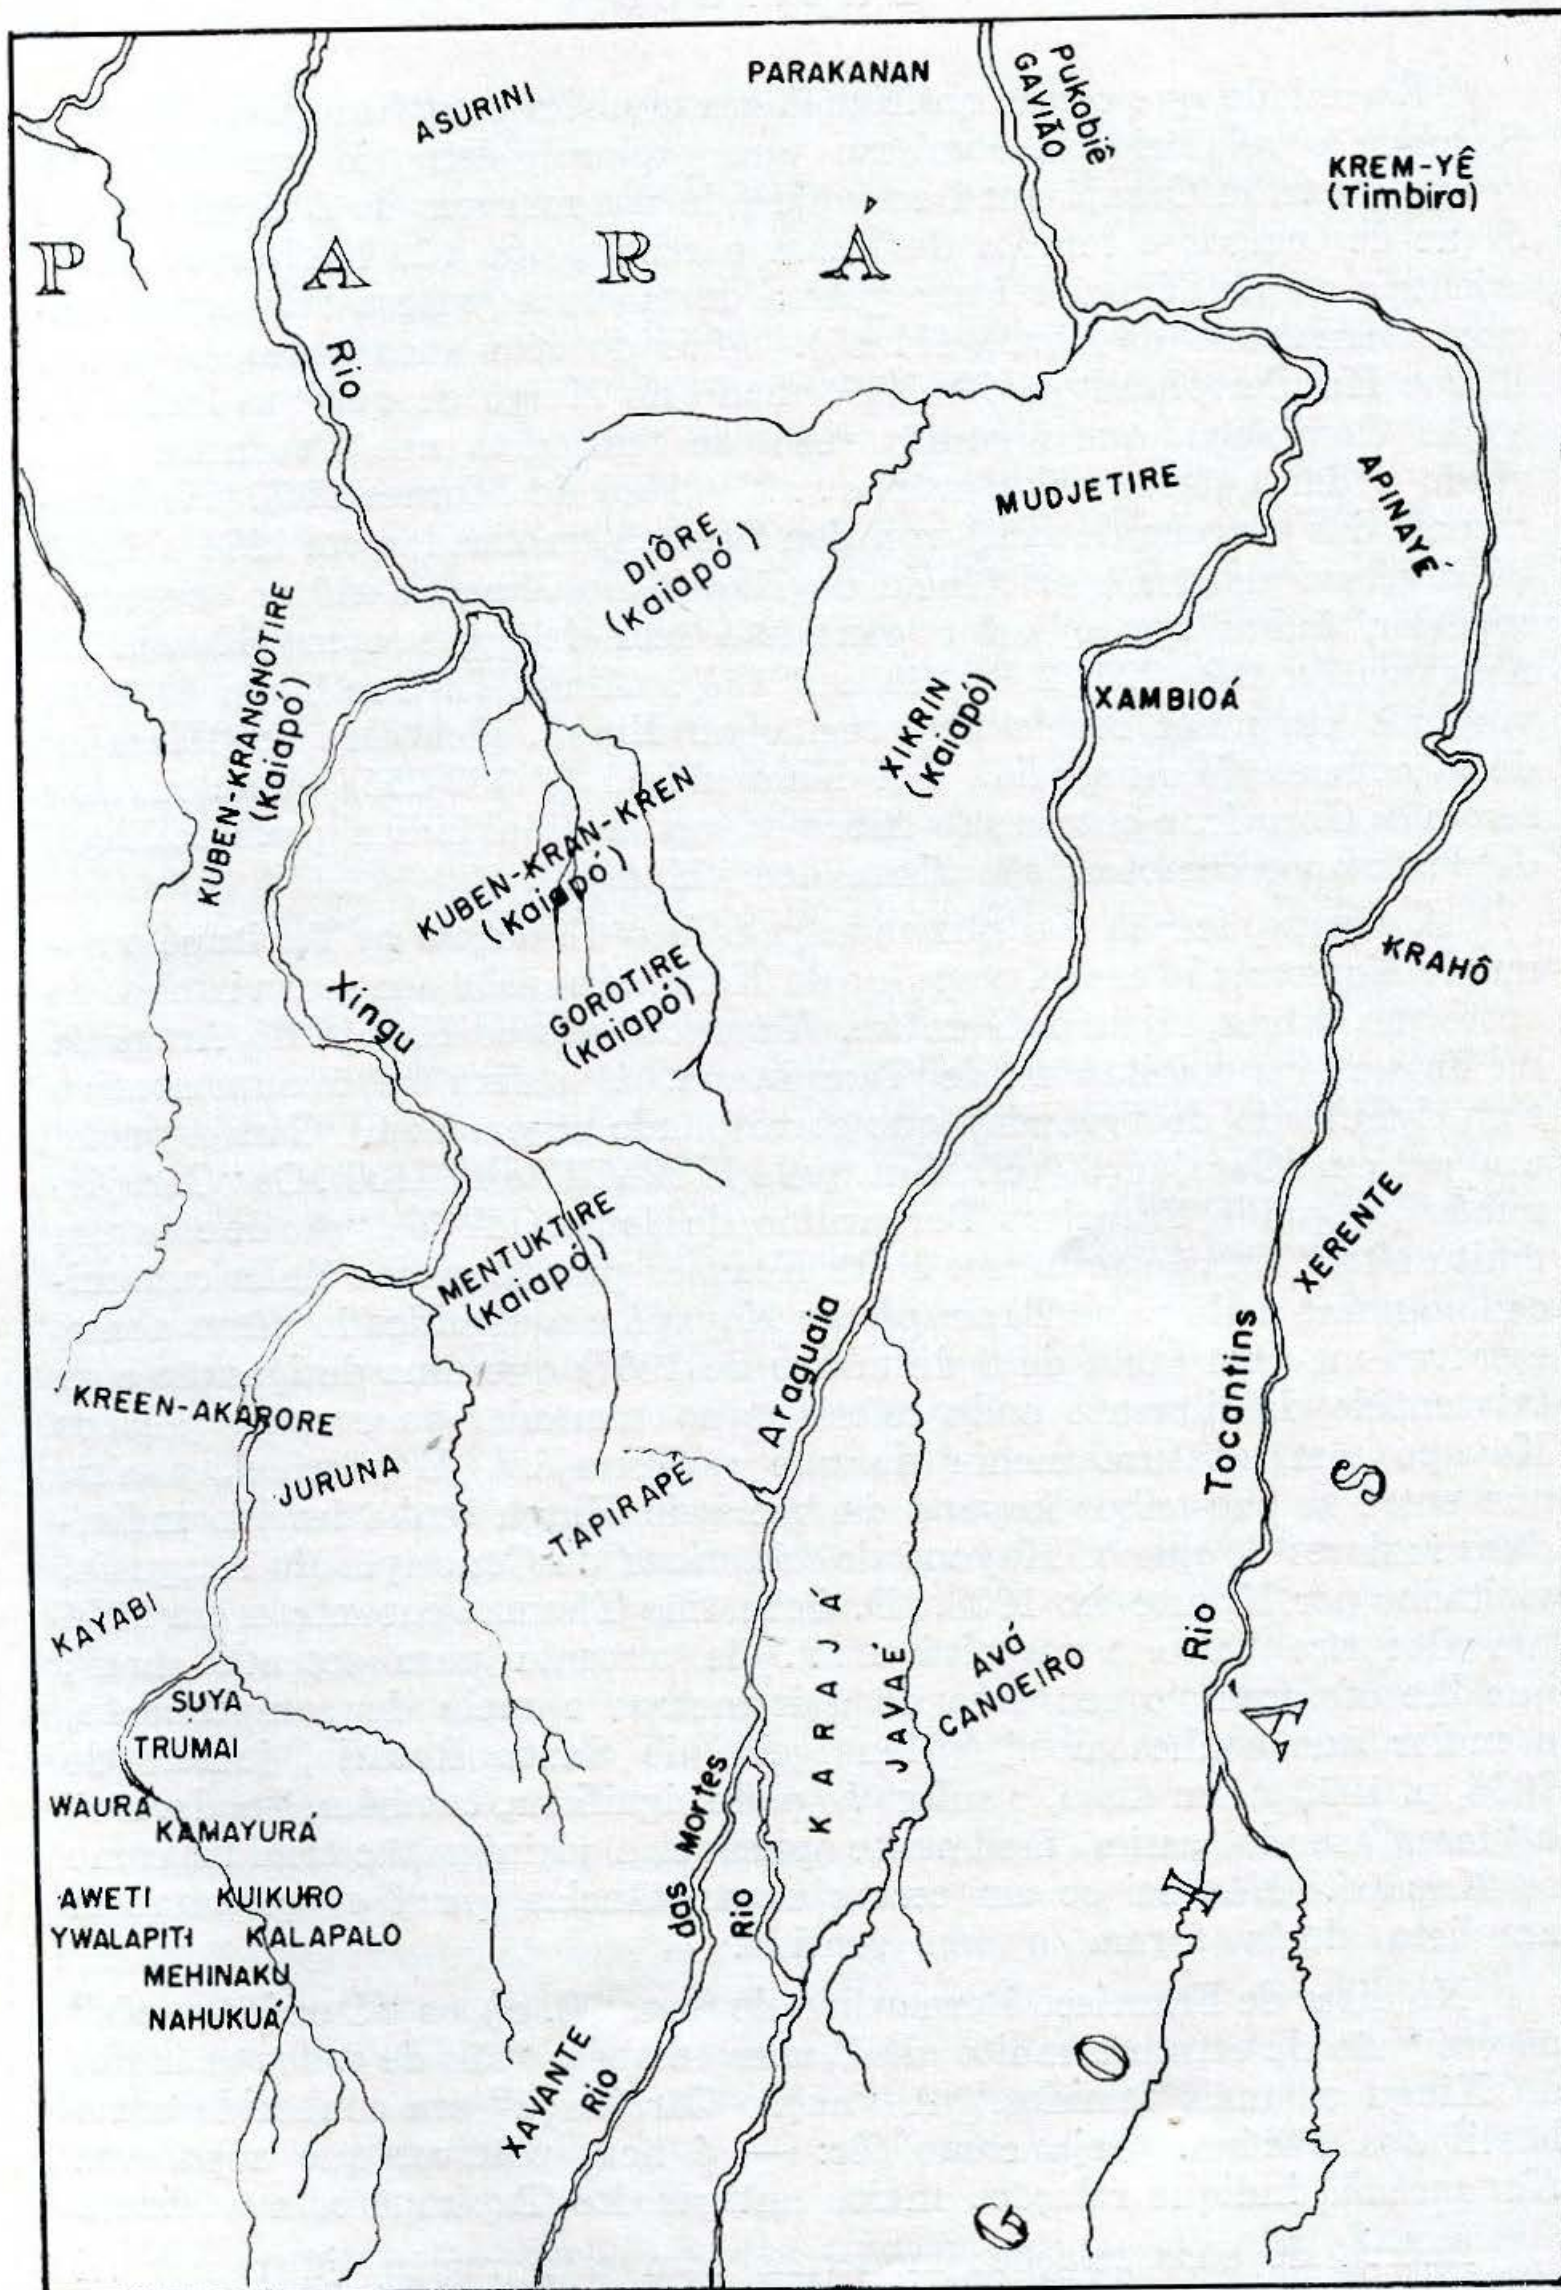 PARAKANAN
Pukobiê
GAVIÃO
ASURINI
KREM-YÊ
(Timbira)
P A R Á
Rio
MUDJETIRE
APINAYÉ
DIÔRE
(Kaiapó)
KUBEN-KRANGNOTIRE
(Kaiapó)
XIKRIN
(Kaiapó)
XAMBIOÁ
KUBEN-KRAN-KREN
(Kaiapó)
KRAHÔ
Xingu
GOROTIRE
(Kaiapó)
MENTUKTIRE
(Kaiapó)
XERENTE
Araguaia
Tocantins
KREEN-AKARORE
JURUNA
TAPIRAPÉ
S
KAYABI
KARAJÁ
JAVAÉ
Avá
CANOEIRO
Rio
SUYA
Á
TRUMAI
WAURÁ
KAMAYURÁ
das Mortes
AWETI KUIKURO
Rio
I
YWALAPITI KALAPALO
MEHINAKU
NAHUKUÁ
XAVANTE
Rio
O
G